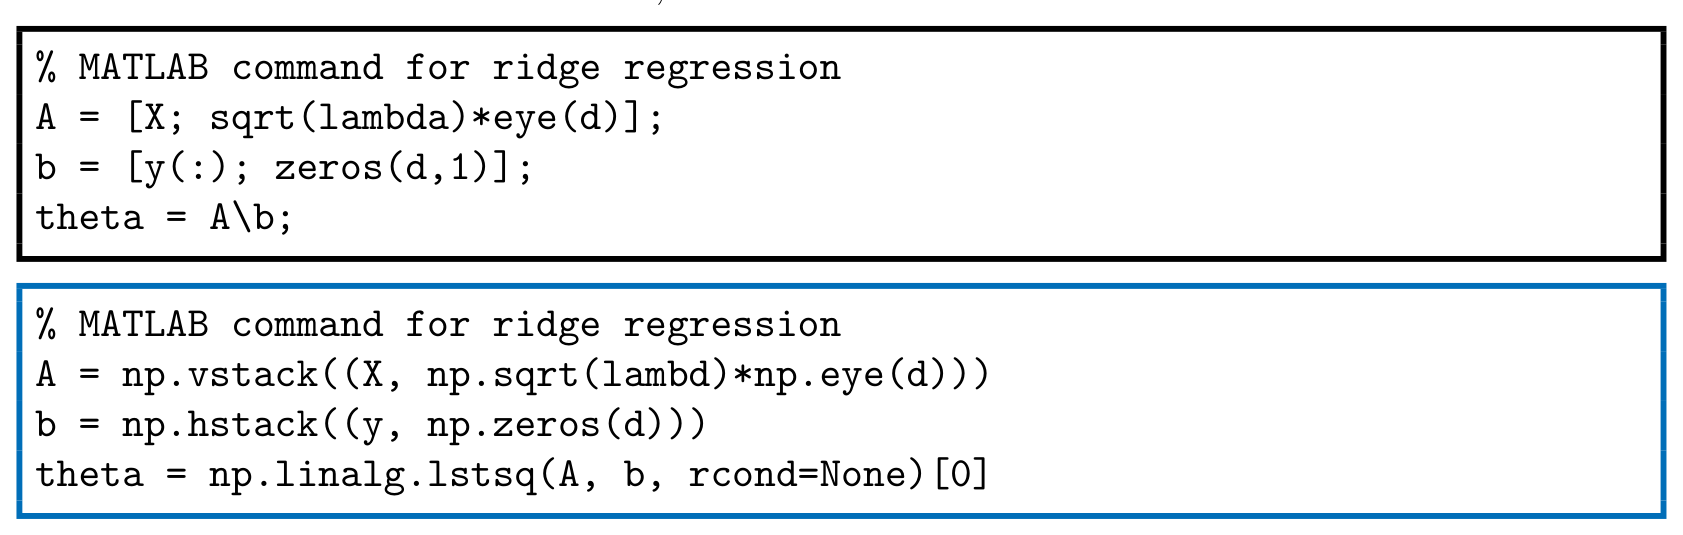 % MATLAB command for ridge regression
A = [X; sqrt(lambda)*eye(d)];
b = [y(:); zeros(d,1)];
theta = A\b;
% MATLAB command for ridge regression
A = np.vstack((X, np.sqrt(lambd)*np.eye(d)))
b = np.hstack((y, np.zeros(d)))
theta = np.linalg.lstsq(A, b, rcond=None)[0]